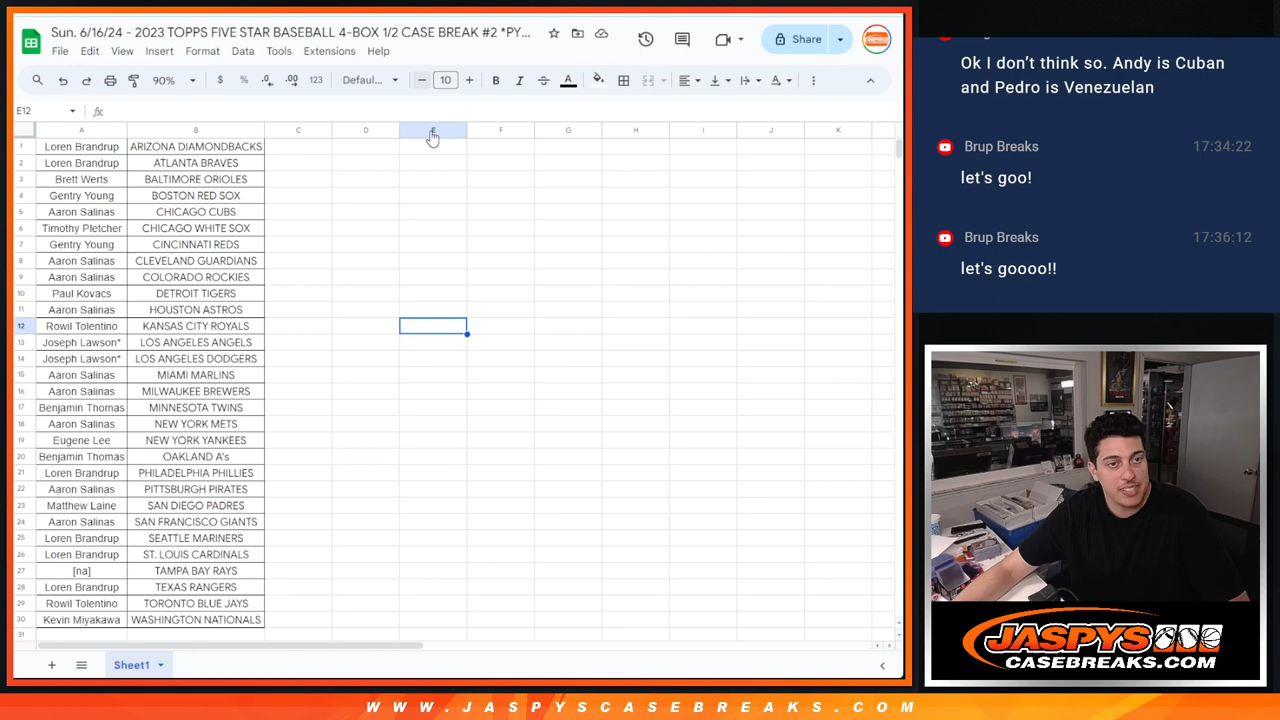 Sun. 6/16/24 - 2023 TOPPS FIVE STAR BASEBALL 4-BOX 1/2 CASE BREAK #2 *PY...
File Edit View Insert Format Data Tools Extensions Help
Share
90% $ % .0 .00 123 Defaul... 10 B I S A
E12 fx
A B C D E F G H I J K
1 Loren Brandrup ARIZONA DIAMONDBACKS
2 Loren Brandrup ATLANTA BRAVES
3 Brett Werts BALTIMORE ORIOLES
4 Gentry Young BOSTON RED SOX
5 Aaron Salinas CHICAGO CUBS
6 Timothy Pletcher CHICAGO WHITE SOX
7 Gentry Young CINCINNATI REDS
8 Aaron Salinas CLEVELAND GUARDIANS
9 Aaron Salinas COLORADO ROCKIES
10 Paul Kovacs DETROIT TIGERS
11 Aaron Salinas HOUSTON ASTROS
12 Rowil Tolentino KANSAS CITY ROYALS
13 Joseph Lawson* LOS ANGELES ANGELS
14 Joseph Lawson* LOS ANGELES DODGERS
15 Aaron Salinas MIAMI MARLINS
16 Aaron Salinas MILWAUKEE BREWERS
17 Benjamin Thomas MINNESOTA TWINS
18 Aaron Salinas NEW YORK METS
19 Eugene Lee NEW YORK YANKEES
20 Benjamin Thomas OAKLAND A's
21 Loren Brandrup PHILADELPHIA PHILLIES
22 Aaron Salinas PITTSBURGH PIRATES
23 Matthew Laine SAN DIEGO PADRES
24 Aaron Salinas SAN FRANCISCO GIANTS
25 Loren Brandrup SEATTLE MARINERS
26 Loren Brandrup ST. LOUIS CARDINALS
27 [na] TAMPA BAY RAYS
28 Loren Brandrup TEXAS RANGERS
29 Rowil Tolentino TORONTO BLUE JAYS
30 Kevin Miyakawa WASHINGTON NATIONALS
31
Sheet1
Ok I don't think so. Andy is Cuban
and Pedro is Venezuelan
Brup Breaks 17:34:22
let's goo!
Brup Breaks 17:36:12
let's goooo!!
JASPYS
CASEBREAKS.COM
WWW.JASPYSCASEBREAKS.COM